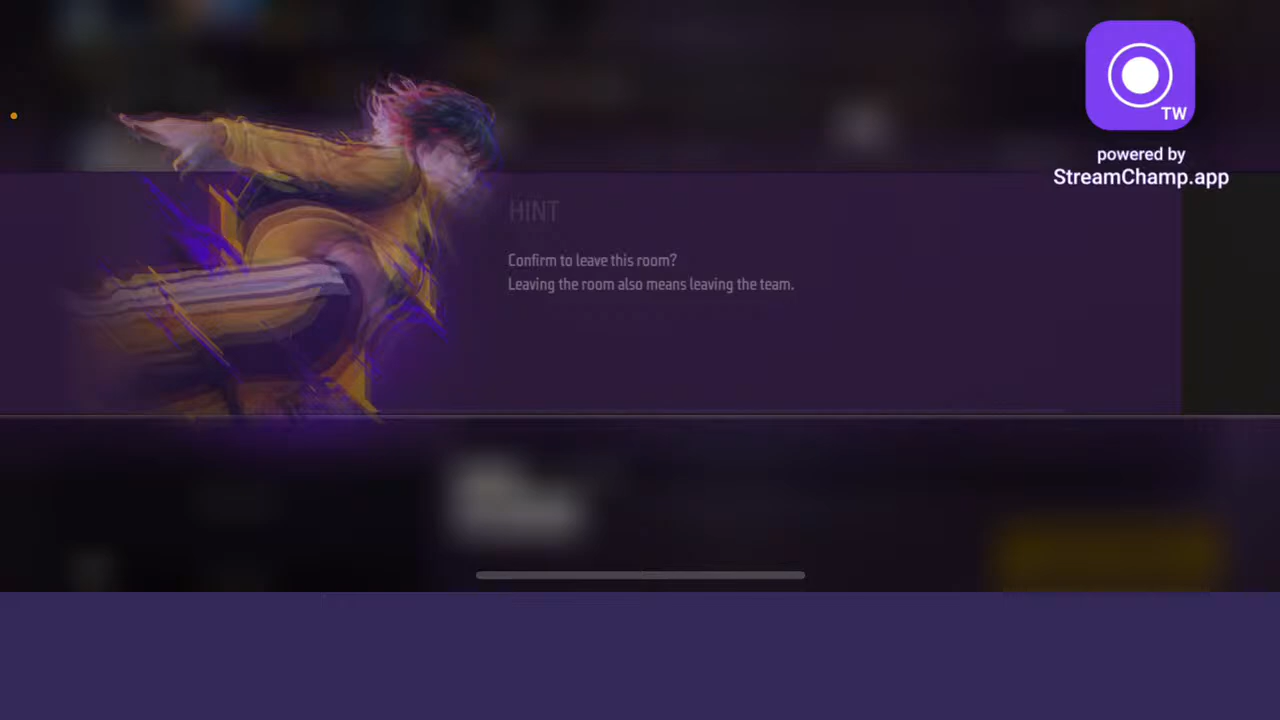 TW
powered by
StreamChamp.app
HINT
Confirm to leave this room?
Leaving the room also means leaving the team.